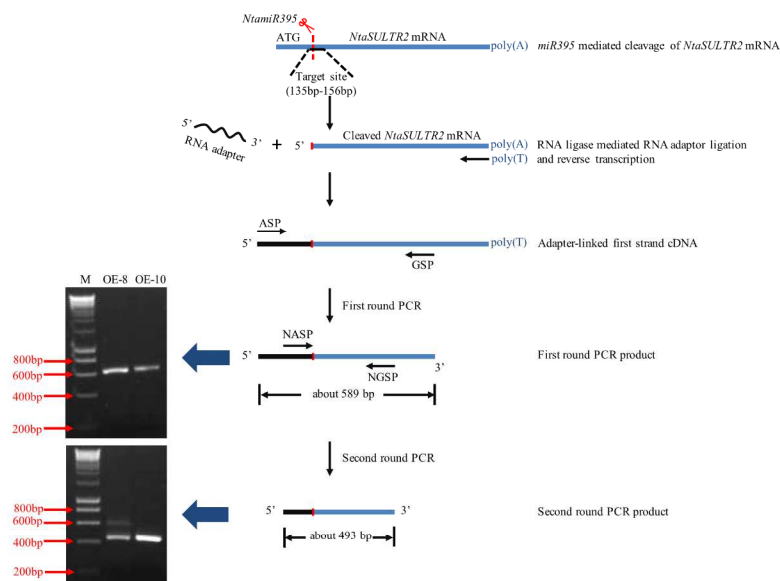 NtamiR395
ATG NtaSULTR2 mRNA poly(A) miR395 mediated cleavage of NtaSULTR2 mRNA
Target site
(135bp-156bp)
5’ RNA adapter 3’ + 5’ Cleaved NtaSULTR2 mRNA poly(A) RNA ligase mediated RNA adaptor ligation
poly(T) and reverse transcription
ASP
5’ poly(T) Adapter-linked first strand cDNA
GSP
M OE-8 OE-10
First round PCR
NASP
800bp
600bp
400bp
200bp
5’ 3’ First round PCR product
NGSP
about 589 bp
Second round PCR
800bp
600bp
400bp
200bp
5’ 3’ Second round PCR product
about 493 bp